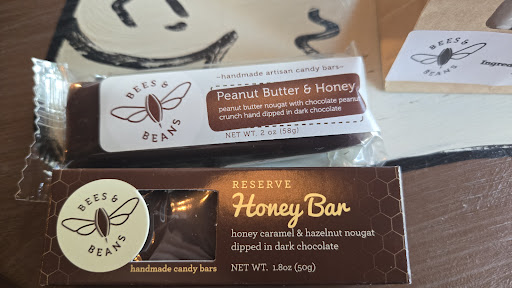 BEES &
BEANS
Ingred
BEES &
BEANS
~handmade artisan candy bars~
Peanut Butter & Honey
peanut butter nougat with chocolate peanut
crunch hand dipped in dark chocolate
NET WT. 2 oz (58g)
BEES &
BEANS
handmade candy bars
RESERVE
Honey Bar
honey caramel & hazelnut nougat
dipped in dark chocolate
NET WT. 1.8oz (50g)